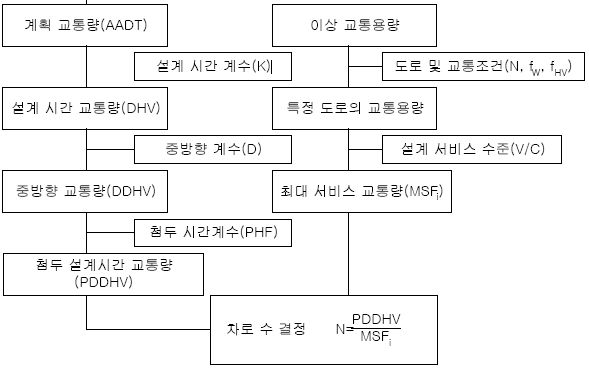 계획 교통량(AADT)
이상 교통용량
설계 시간 계수(K)
도로 및 교통조건(N, fW, fHV)
설계 시간 교통량(DHV)
특정 도로의 교통용량
중방향 계수(D)
설계 서비스 수준(V/C)
중방향 교통량(DDHV)
최대 서비스 교통량(MSFi)
첨두 시간계수(PHF)
첨두 설계시간 교통량
(PDDHV)
차로 수 결정 N=PDDHV/MSFi